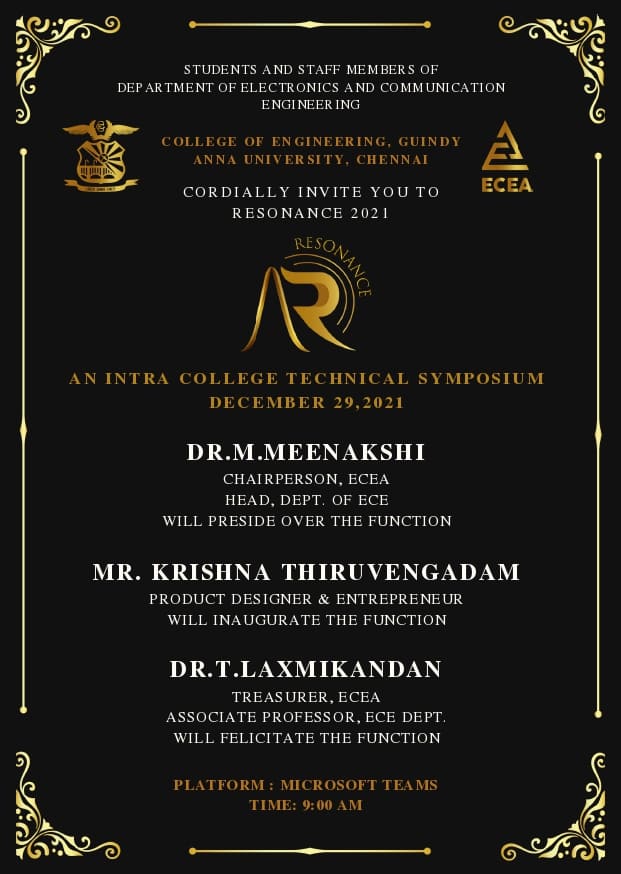 STUDENTS AND STAFF MEMBERS OF
DEPARTMENT OF ELECTRONICS AND COMMUNICATION
ENGINEERING
COLLEGE OF ENGINEERING, GUINDY
ANNA UNIVERSITY, CHENNAI
ECEA
CORDIALLY INVITE YOU TO
RESONANCE 2021
RESONANCE
AR
AN INTRA COLLEGE TECHNICAL SYMPOSIUM
DECEMBER 29,2021
DR.M.MEENAKSHI
CHAIRPERSON, ECEA
HEAD, DEPT. OF ECE
WILL PRESIDE OVER THE FUNCTION
MR. KRISHNA THIRUVENGADAM
PRODUCT DESIGNER & ENTREPRENEUR
WILL INAUGURATE THE FUNCTION
DR.T.LAXMIKANDAN
TREASURER, ECEA
ASSOCIATE PROFESSOR, ECE DEPT.
WILL FELICITATE THE FUNCTION
PLATFORM : MICROSOFT TEAMS
TIME: 9:00 AM